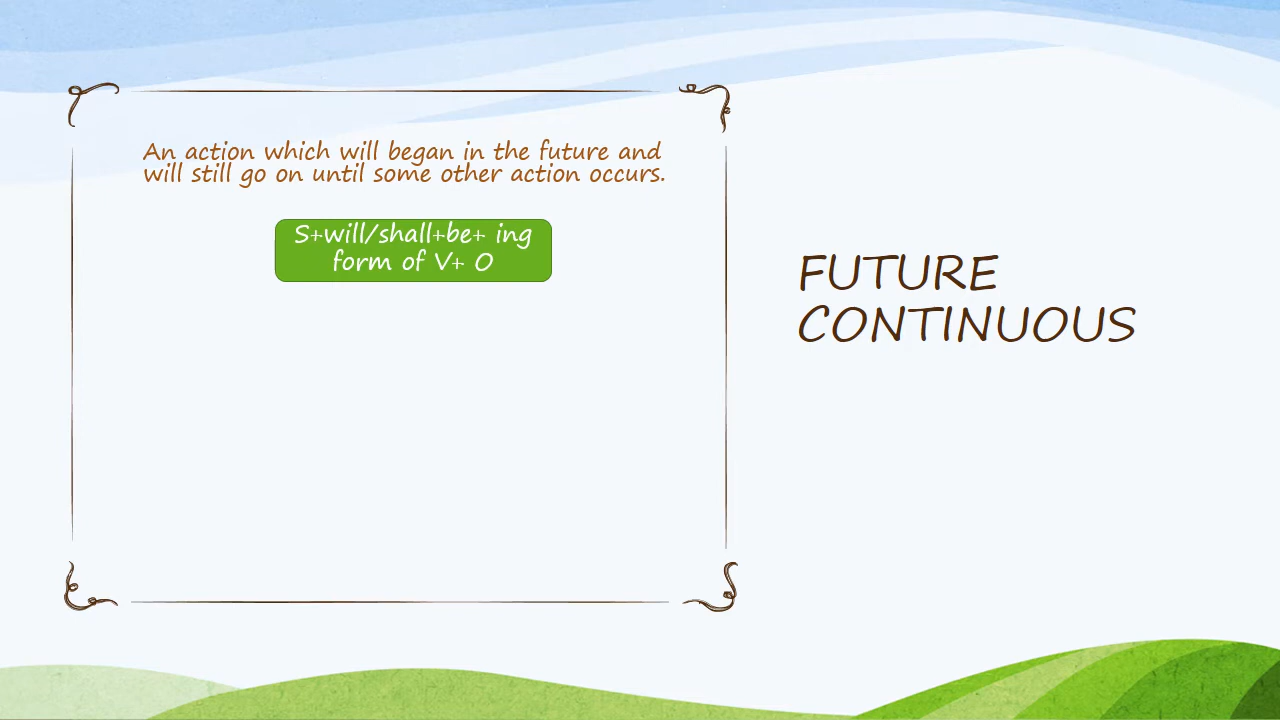 An action which will began in the future and
will still go on until some other action occurs.
S+will/shall+be+ ing
form of V+ O
FUTURE
CONTINUOUS